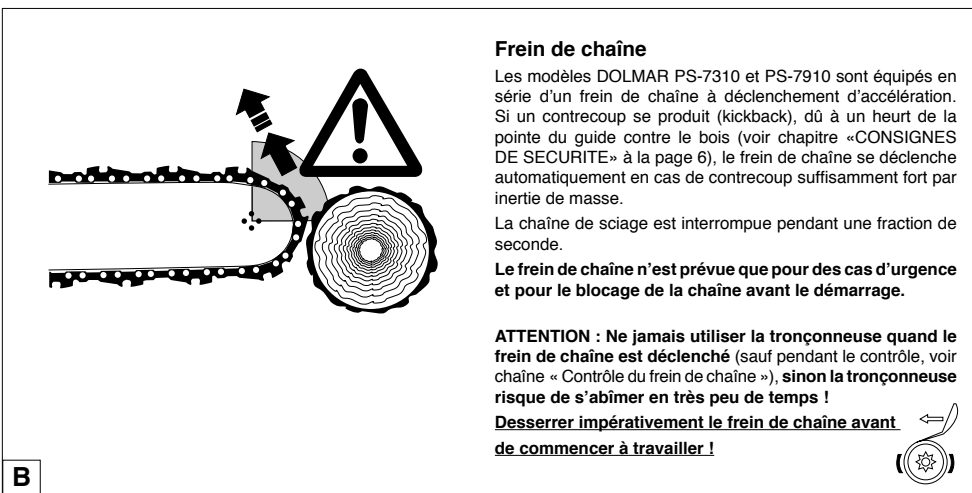 Frein de chaîne
Les modèles DOLMAR PS-7310 et PS-7910 sont équipés en
série d'un frein de chaîne à déclenchement d'accélération.
Si un contrecoup se produit (kickback), dû à un heurt de la
pointe du guide contre le bois (voir chapitre «CONSIGNES
DE SECURITE» à la page 6), le frein de chaîne se déclenche
automatiquement en cas de contrecoup suffisamment fort par
inertie de masse.
La chaîne de sciage est interrompue pendant une fraction de
seconde.
Le frein de chaîne n'est prévue que pour des cas d'urgence
et pour le blocage de la chaîne avant le démarrage.
ATTENTION : Ne jamais utiliser la tronçonneuse quand le
frein de chaîne est déclenché (sauf pendant le contrôle, voir
chaîne « Contrôle du frein de chaîne »), sinon la tronçonneuse
risque de s'abîmer en très peu de temps !
Desserrer impérativement le frein de chaîne avant
de commencer à travailler !
B